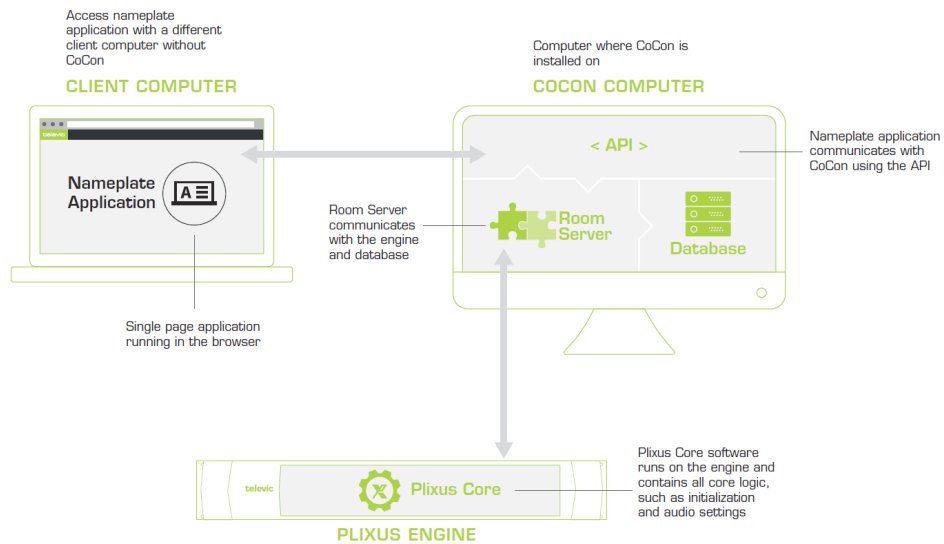 Access nameplate
application with a different
client computer without
CoCon
CLIENT COMPUTER
Computer where CoCon is
installed on
COCON COMPUTER
televic
Nameplate
Application
A
< API >
Nameplate application
communicates with
CoCon using the API
Room Server
communicates
with the engine
and database
Room
Server
Database
Single page application
running in the browser
televic
Plixus Core
Plixus Core software
runs on the engine and
contains all core logic,
such as initialization
and audio settings
PLIXUS ENGINE